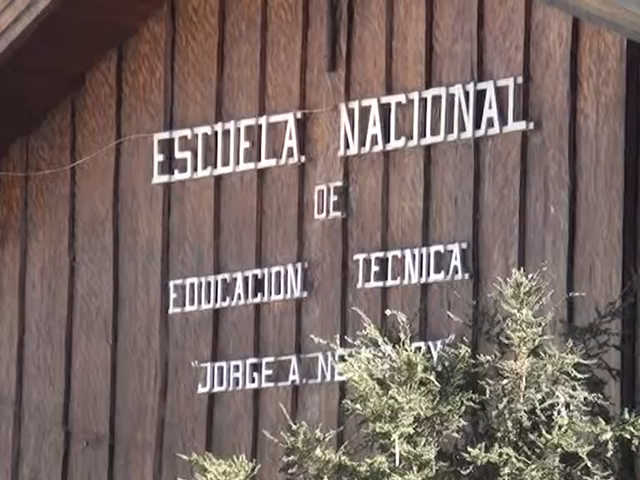 ESCUELA NACIONAL
DE
EDUCACION TECNICA
"JORGE A.